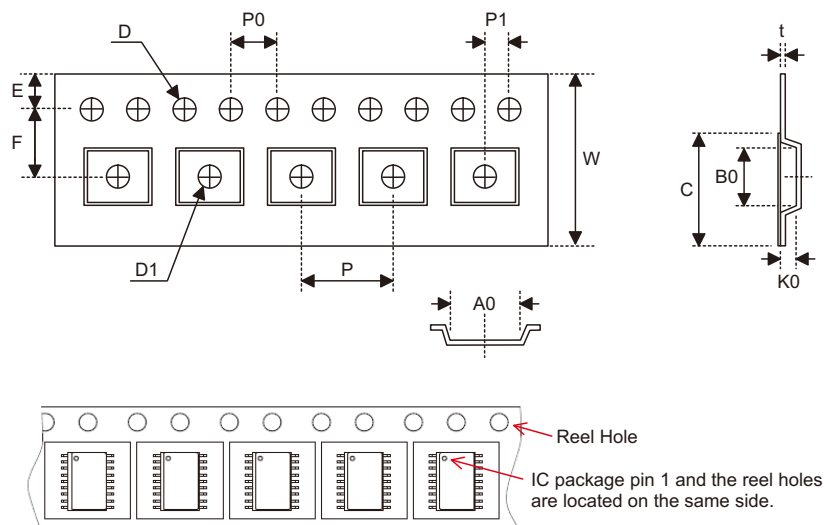 D
P0
P1
t
E
F
W
C
B0
D1
P
K0
A0
Reel Hole
IC package pin 1 and the reel holes
are located on the same side.